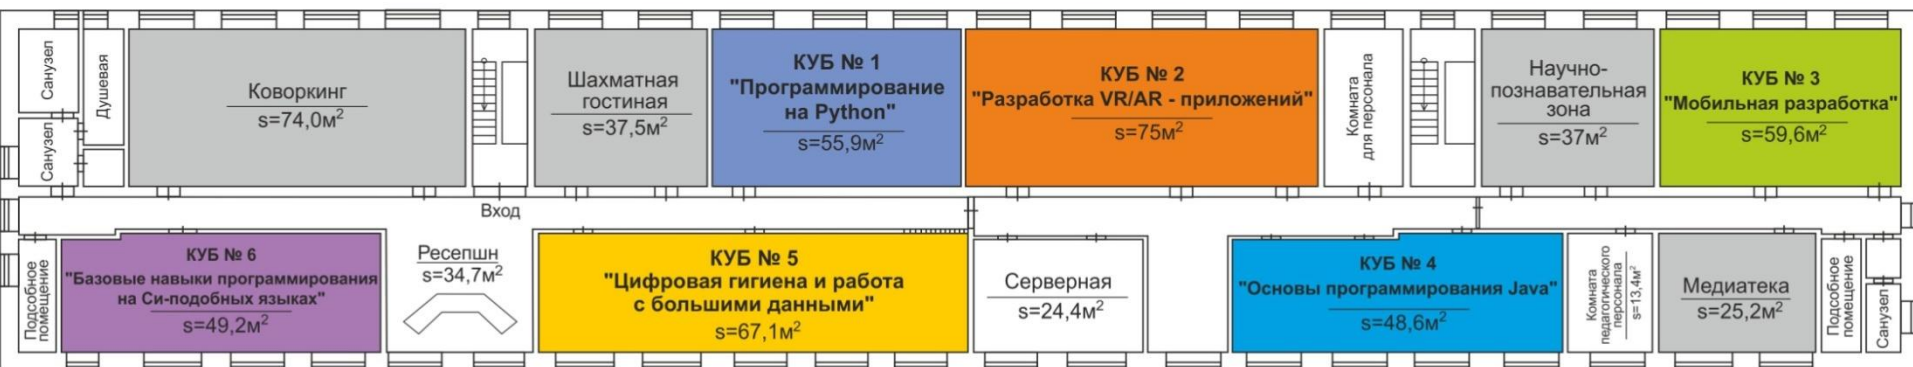 Санузел
Санузел
Душевая
Коворкинг
s=74,0м²
Шахматная
гостиная
s=37,5м²
КУБ № 1
"Программирование
на Python"
s=55,9м²
КУБ № 2
"Разработка VR/AR - приложений"
s=75м²
Комната
для персонала
Научно-
познавательная
зона
s=37м²
КУБ № 3
"Мобильная разработка"
s=59,6м²
Вход
Подсобное
помещение
КУБ № 6
"Базовые навыки программирования
на Си-подобных языках"
s=49,2м²
Ресепшн
s=34,7м²
КУБ № 5
"Цифровая гигиена и работа
с большими данными"
s=67,1м²
Серверная
s=24,4м²
КУБ № 4
"Основы программирования Java"
s=48,6м²
Комната
педагогического
персонала
s=13,4м²
Медиатека
s=25,2м²
Подсобное
помещение
Санузел